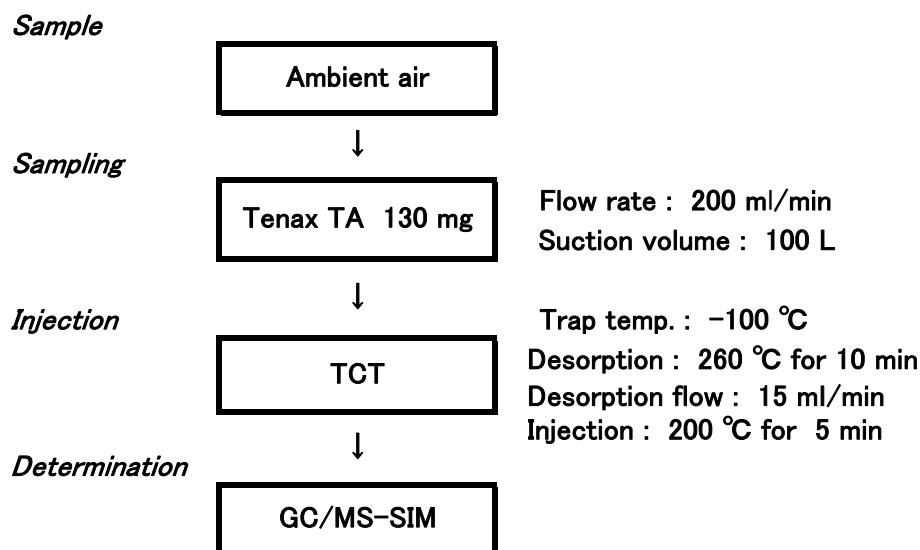 Sample
Ambient air
↓
Sampling
Tenax TA 130 mg
Flow rate : 200 ml/min
Suction volume : 100 L
↓
Injection
TCT
Trap temp. : -100 ℃
Desorption : 260 ℃ for 10 min
Desorption flow : 15 ml/min
Injection : 200 ℃ for 5 min
↓
Determination
GC/MS-SIM